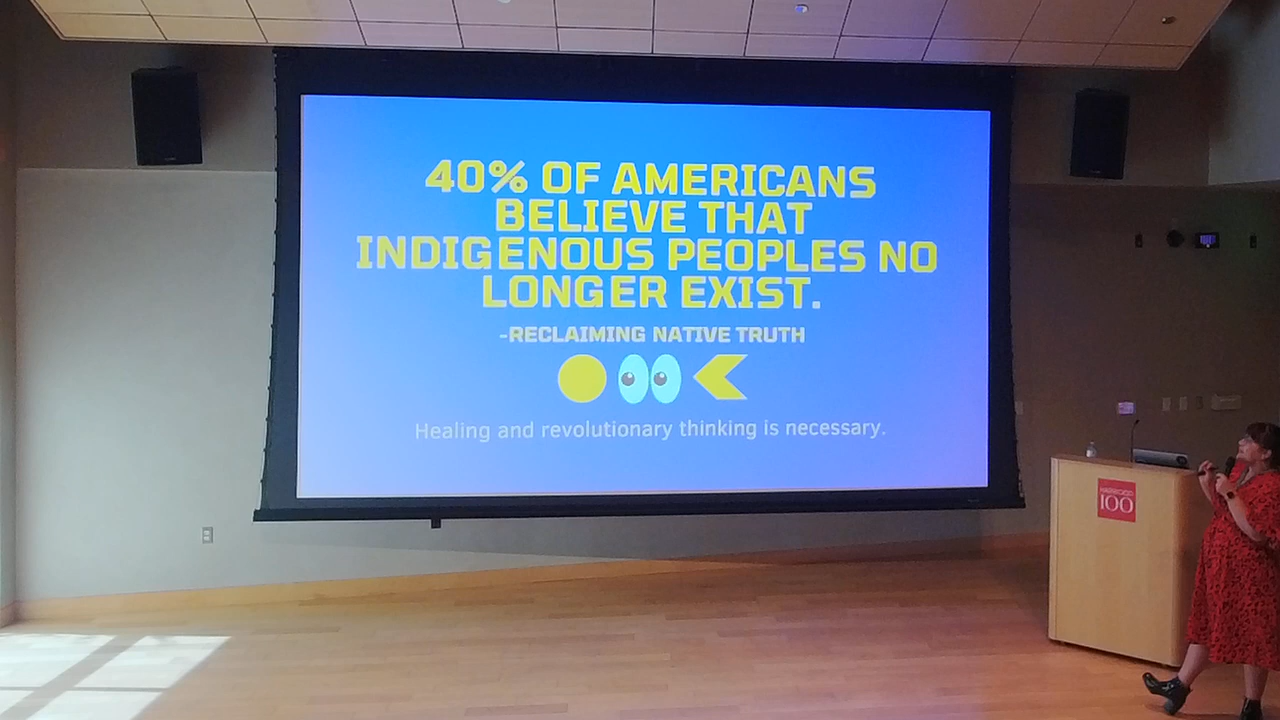 40% OF AMERICANS
BELIEVE THAT
INDIGENOUS PEOPLES NO
LONGER EXIST.
-RECLAIMING NATIVE TRUTH
Healing and revolutionary thinking is necessary.
100